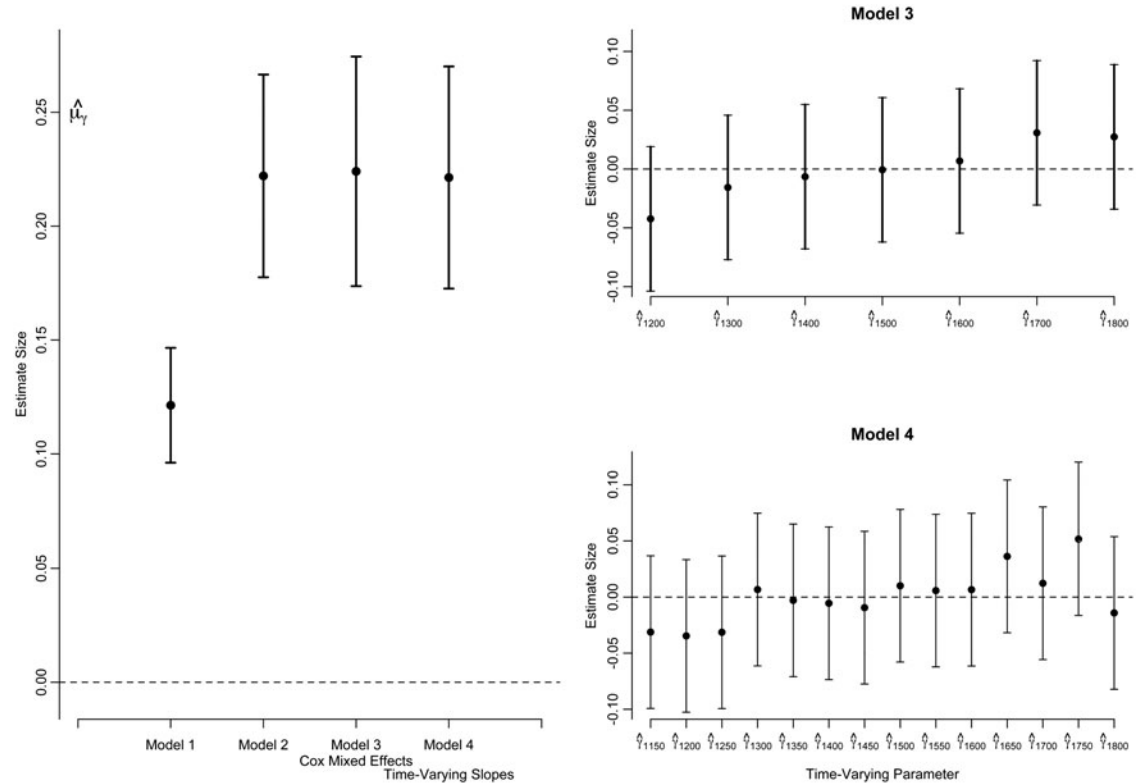 μ̂γ
Estimate Size
0.00 0.05 0.10 0.15 0.20 0.25
Model 1 Model 2 Model 3 Model 4
Cox Mixed Effects
Time-Varying Slopes
Model 3
Estimate Size
-0.10 -0.05 0.00 0.05 0.10
γ̂1200 γ̂1300 γ̂1400 γ̂1500 γ̂1600 γ̂1700 γ̂1800
Model 4
Estimate Size
-0.10 -0.05 0.00 0.05 0.10
γ̂1150 γ̂1200 γ̂1250 γ̂1300 γ̂1350 γ̂1400 γ̂1450 γ̂1500 γ̂1550 γ̂1600 γ̂1650 γ̂1700 γ̂1750 γ̂1800
Time-Varying Parameter